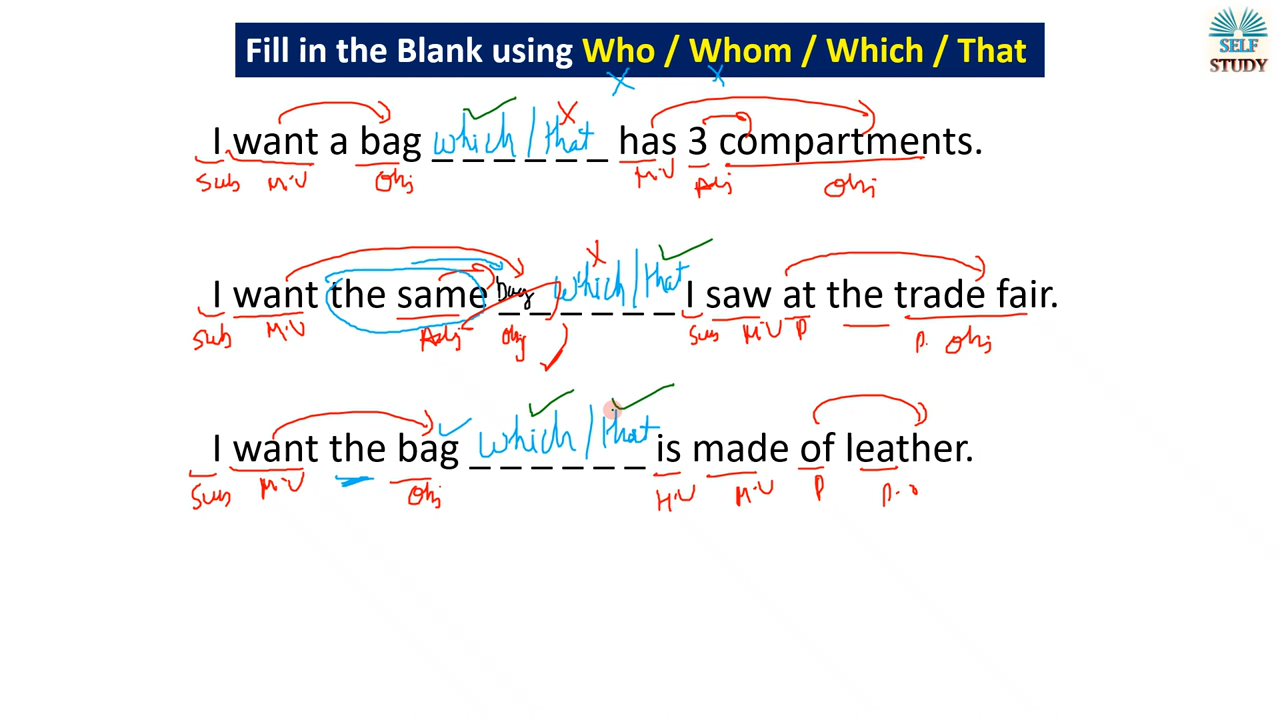 Fill in the Blank using Who / Whom / Which / That
SELF
STUDY
x x
I want a bag which / that x _ _ _ _ _ _ has 3 compartments.
Sub M.V Obj M.V Adj Obj
I want the same bag _ _ _ _ _ _ which / that I saw at the trade fair.
Sub M.V Adj Obj Sub M.V P P. Obj
I want the bag which / that _ _ _ _ _ _ is made of leather.
Sub M.V Obj H.V M.V P P.o